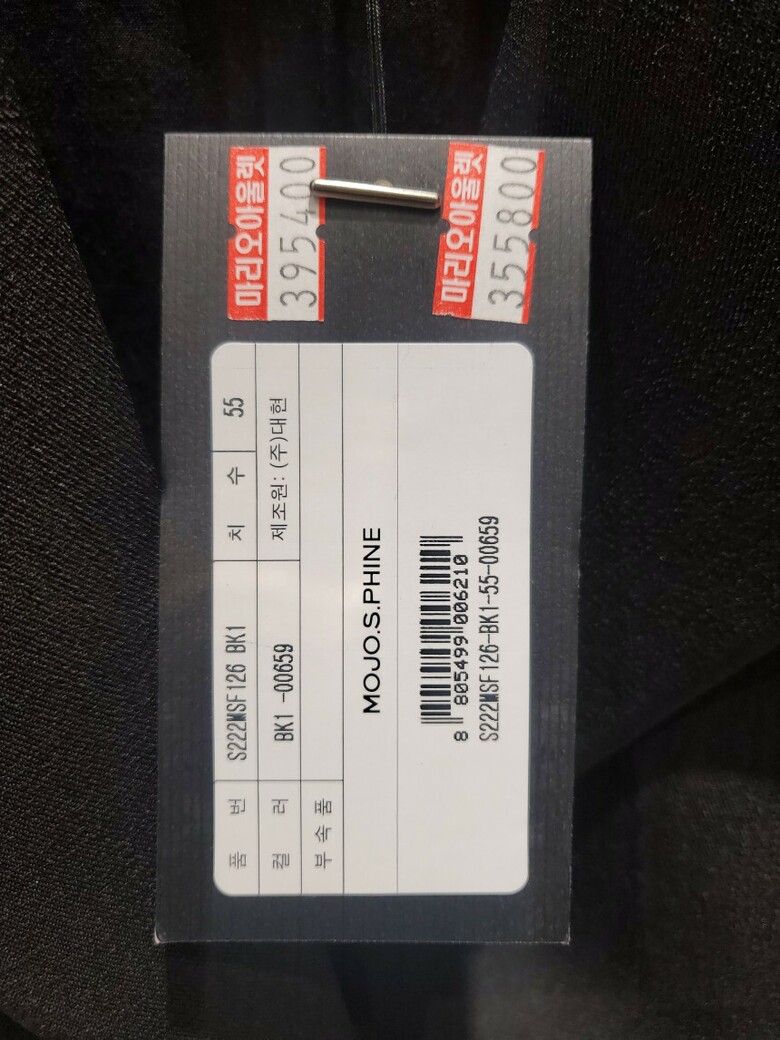 마리오아울렛
395400
마리오아울렛
355800
품 번 S222MSF126 BK1 치 수 55
컬 러 BK1 -00659 제조원: (주)대현
부속품
MOJO.S.PHINE
8 805499 006210
S222MSF126-BK1-55-00659